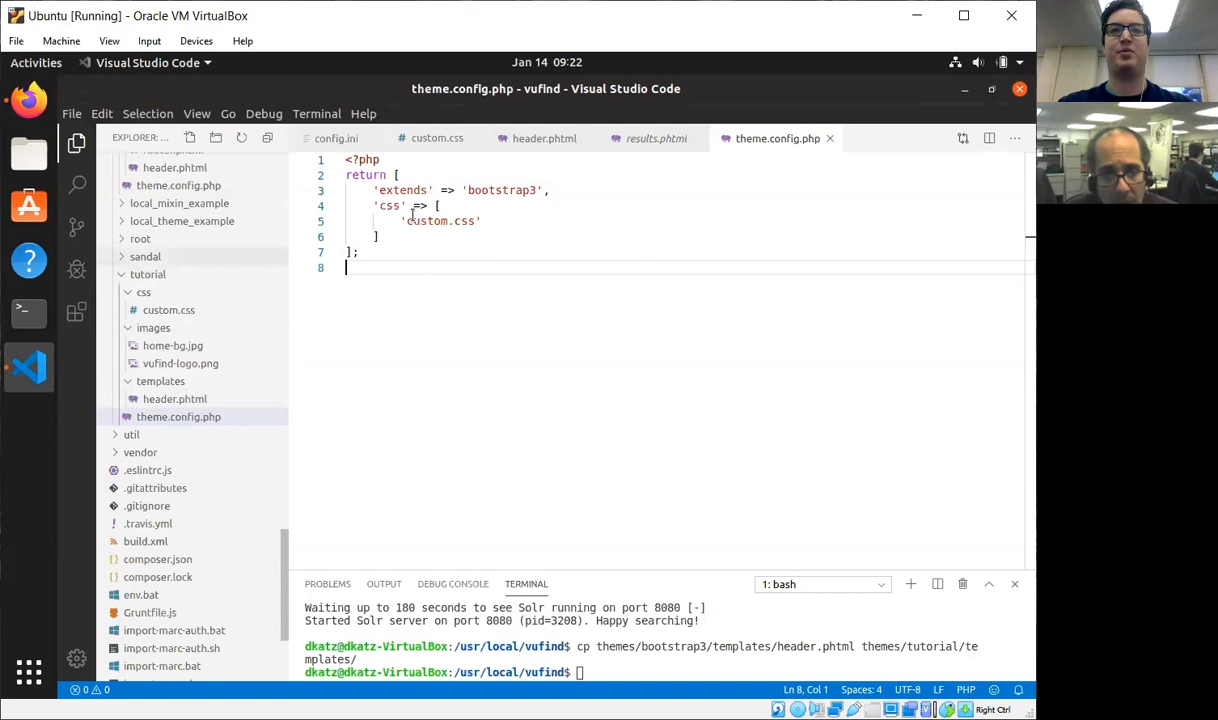 Ubuntu [Running] - Oracle VM VirtualBox
File Machine View Input Devices Help
Activities Visual Studio Code Jan 14 09:22
theme.config.php - vufind - Visual Studio Code
File Edit Selection View Go Debug Terminal Help
EXPLORER: ...
config.ini
custom.css
header.phtml
results.phtml
theme.config.php
header.phtml
theme.config.php
local_mixin_example
local_theme_example
root
sandal
tutorial
css
custom.css
images
home-bg.jpg
vufind-logo.png
templates
header.phtml
theme.config.php
util
vendor
.eslintrc.js
.gitattributes
.gitignore
.travis.yml
build.xml
composer.json
composer.lock
env.bat
Gruntfile.js
import-marc-auth.bat
import-marc-auth.sh
import-marc.bat
1 <?php
2 return [
3 'extends' => 'bootstrap3',
4 'css' => [
5 'custom.css'
6 ]
7 ];
8
PROBLEMS OUTPUT DEBUG CONSOLE TERMINAL 1: bash
Waiting up to 180 seconds to see Solr running on port 8080 [-]
Started Solr server on port 8080 (pid=3208). Happy searching!
dkatz@dkatz-VirtualBox:/usr/local/vufind$ cp themes/bootstrap3/templates/header.phtml themes/tutorial/te
mplates/
dkatz@dkatz-VirtualBox:/usr/local/vufind$
0 0 Ln 8, Col 1 Spaces: 4 UTF-8 LF PHP
Right Ctrl